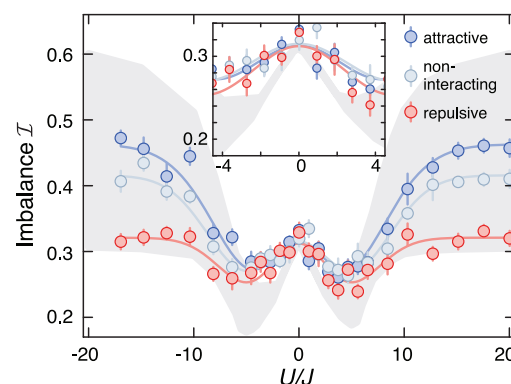 0.6
0.5
0.4
0.3
0.2
Imbalance ℐ
-20
-10
0
10
20
U/J
0.3
0.2
-4
0
4
attractive
non-
interacting
repulsive